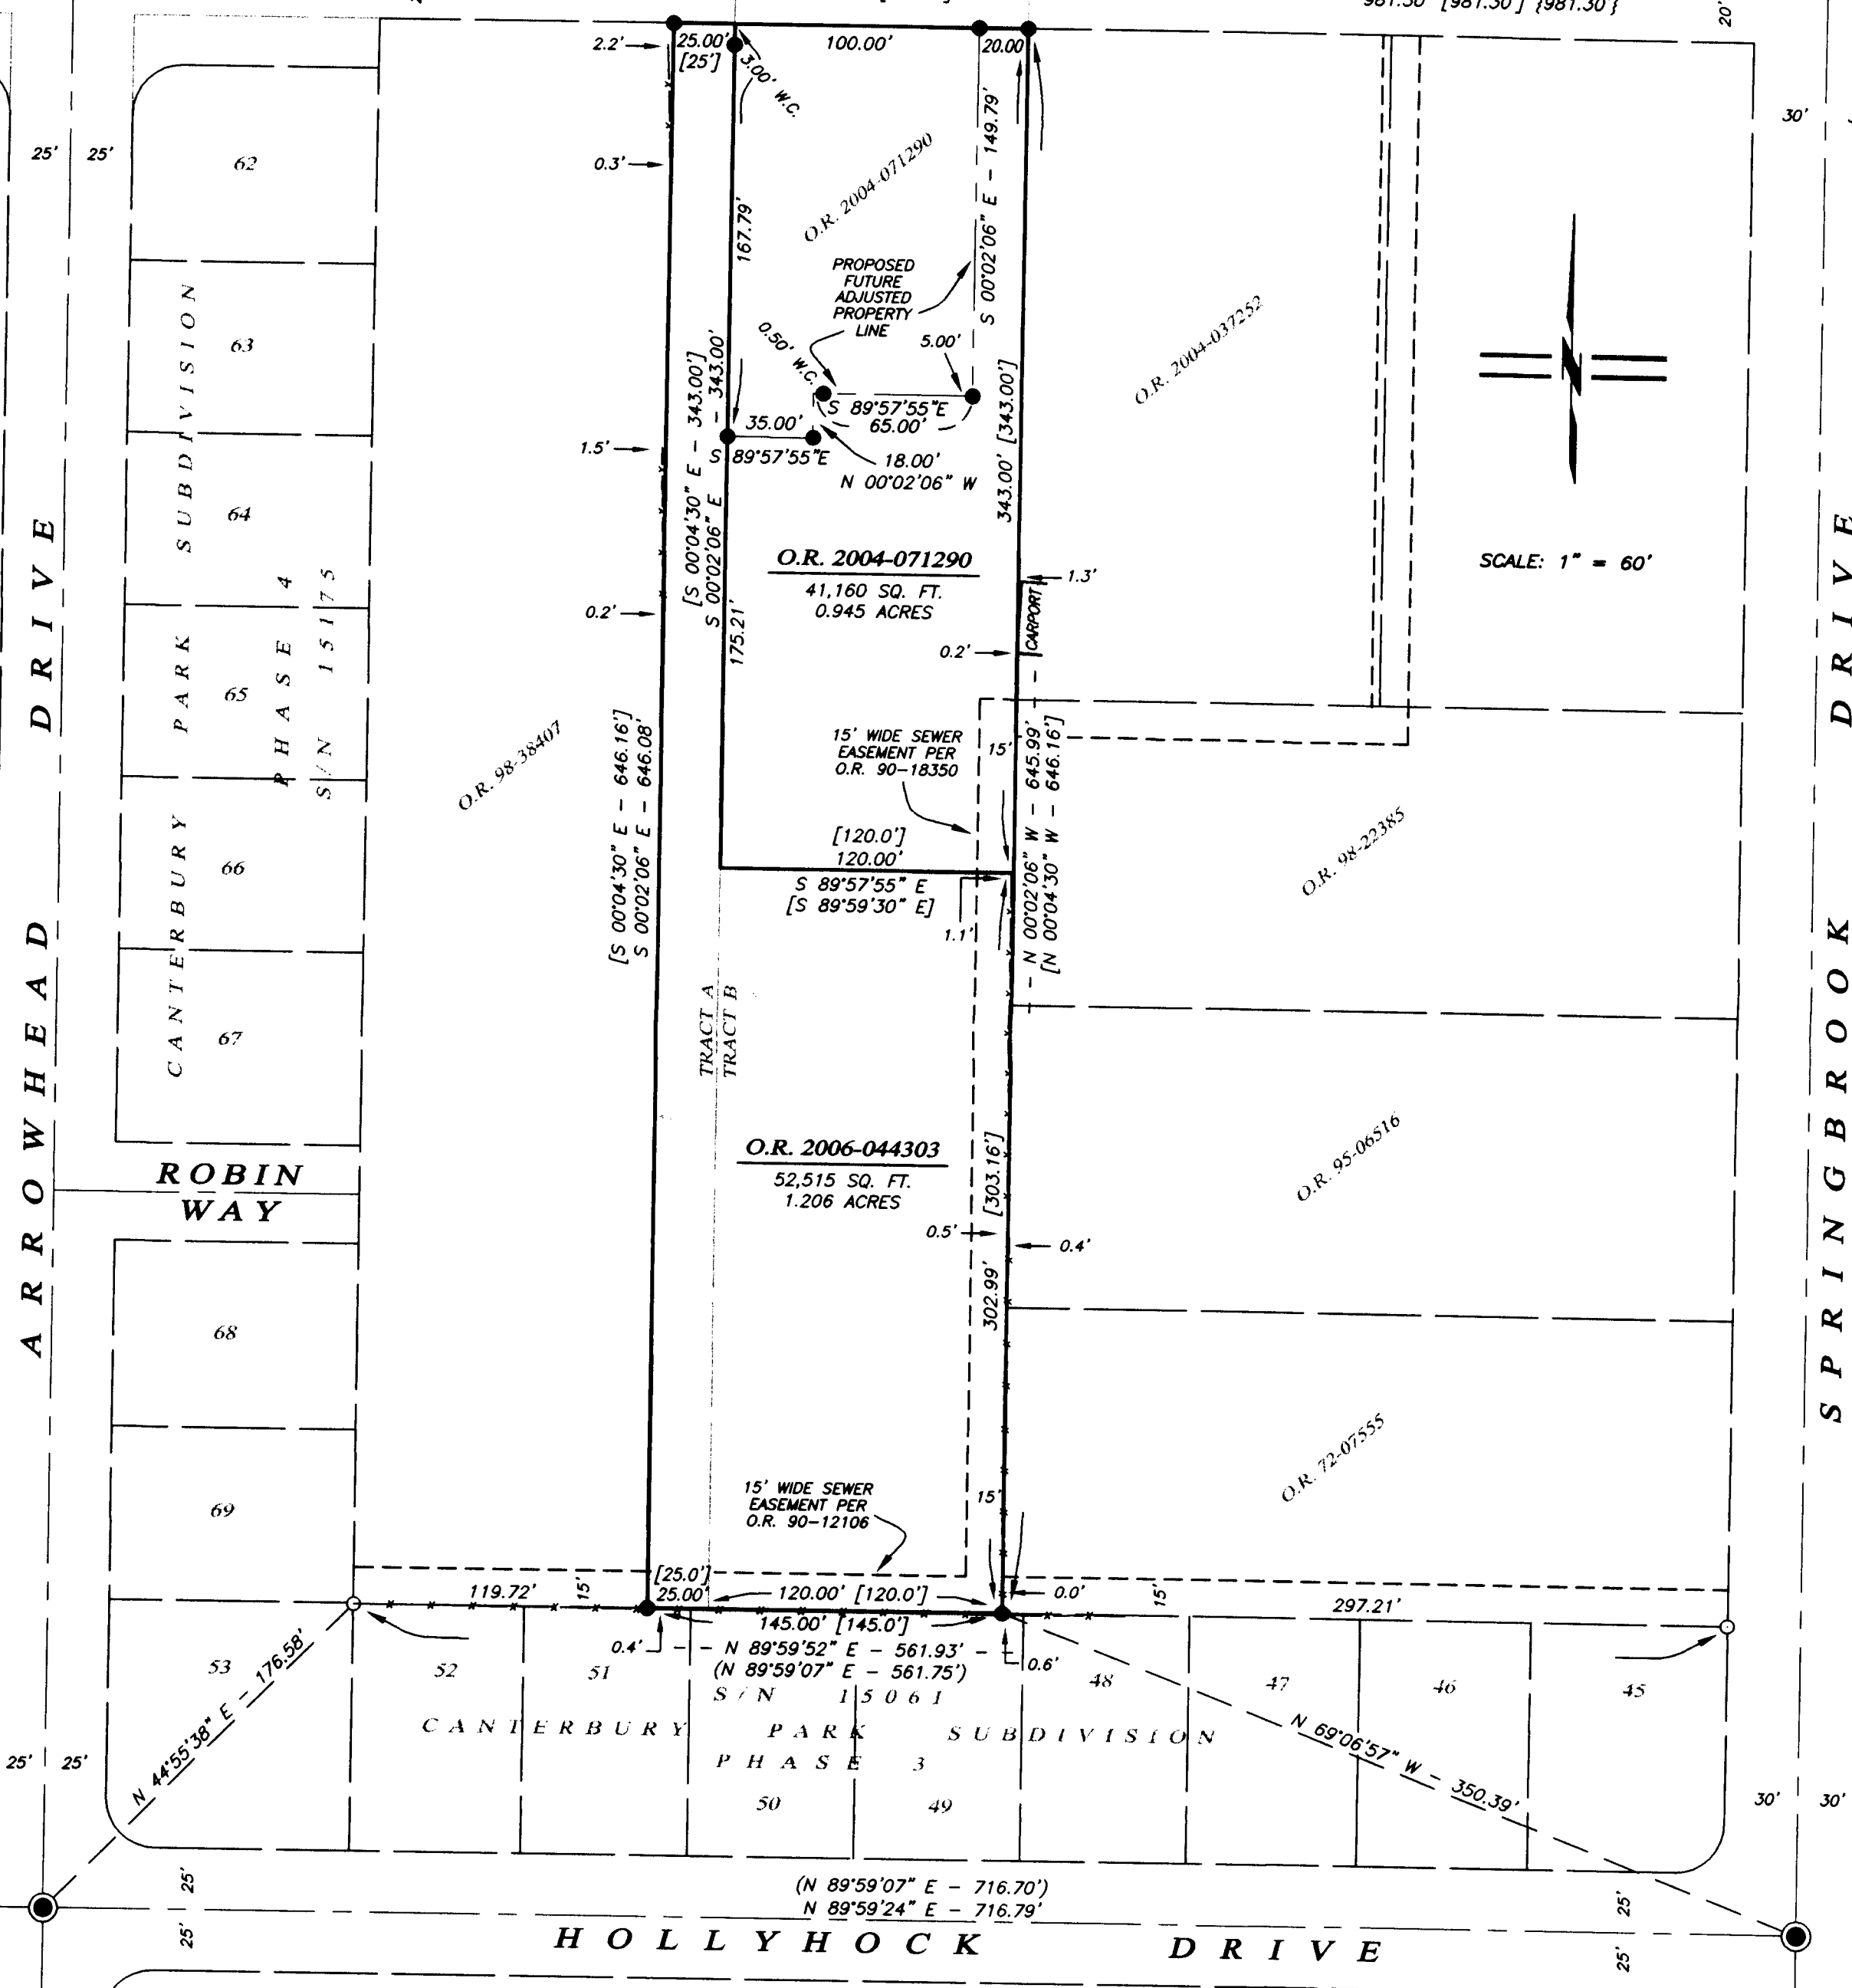 981.30' [981.30'] {981.30'}
20'
2.2'
25.00'
[25']
100.00'
20.00
3.00' W.C.
25'
25'
30'
62
0.3'
O.R. 2004-071290
S 00°02'06" E - 149.79'
167.79'
PROPOSED
FUTURE
ADJUSTED
PROPERTY
LINE
0.50' W.C.
5.00'
O.R. 2004-037252
63
S 89°57'55"E
65.00'
35.00'
S 89°57'55"E
18.00'
N 00°02'06" W
1.5'
[S 00°04'30" E - 343.00']
S 00°02'06" E - 343.00'
343.00' [343.00']
64
O.R. 2004-071290
41,160 SQ. FT.
0.945 ACRES
SCALE: 1" = 60'
1.3'
CARPORT
0.2'
0.2'
175.21'
65
CANTERBURY PARK SUBDIVISION
PHASE 4
S/N 15175
O.R. 98-38407
[S 00°04'30" E - 646.16']
S 00°02'06" E - 646.08'
15' WIDE SEWER
EASEMENT PER
O.R. 90-18350
15'
N 00°02'06" W - 645.99'
[N 00°04'30" W - 646.16']
[120.0']
120.00'
S 89°57'55" E
[S 89°59'30" E]
1.1'
66
O.R. 98-22385
67
TRACT A
TRACT B
ARROWHEAD DRIVE
SPRINGBROOK DRIVE
ROBIN
WAY
O.R. 2006-044303
52,515 SQ. FT.
1.206 ACRES
[303.16']
302.99'
0.5'
0.4'
O.R. 95-06516
68
69
15' WIDE SEWER
EASEMENT PER
O.R. 90-12106
15'
O.R. 72-07555
119.72'
15'
[25.0']
25.00'
120.00' [120.0']
0.0'
15'
297.21'
145.00' [145.0']
0.4'
N 89°59'52" E - 561.93'
(N 89°59'07" E - 561.75')
0.6'
53
52
51
48
47
46
45
S/N 15061
CANTERBURY PARK SUBDIVISION
PHASE 3
50
49
N 44°55'38" E - 176.58'
N 69°06'57" W - 350.39'
25'
25'
30'
30'
25'
25'
(N 89°59'07" E - 716.70')
N 89°59'24" E - 716.79'
25'
25'
HOLLYHOCK DRIVE